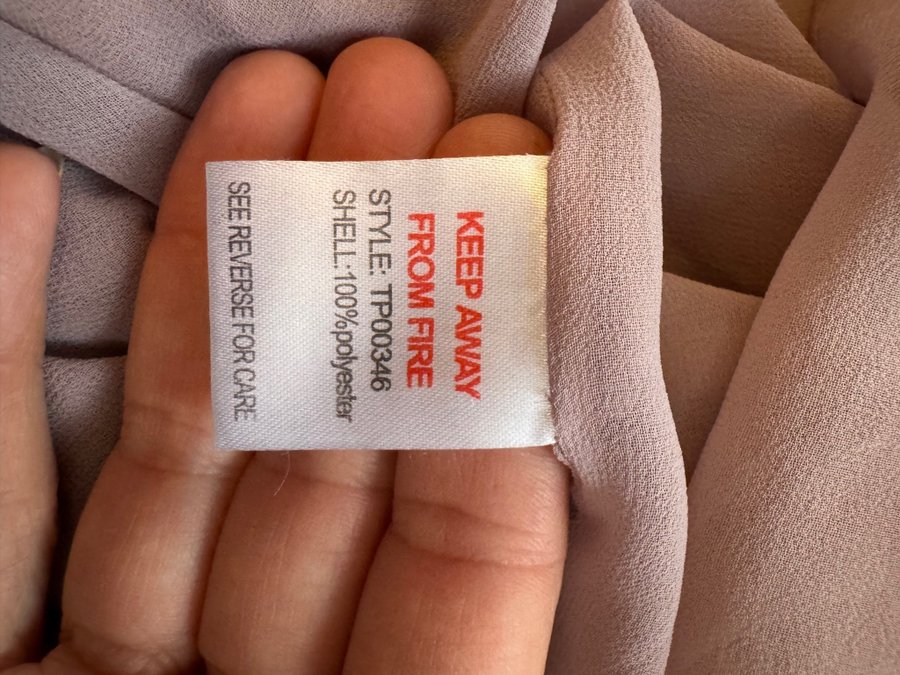 KEEP AWAY
FROM FIRE
STYLE: TP00346
SHELL:100%polyester
SEE REVERSE FOR CARE